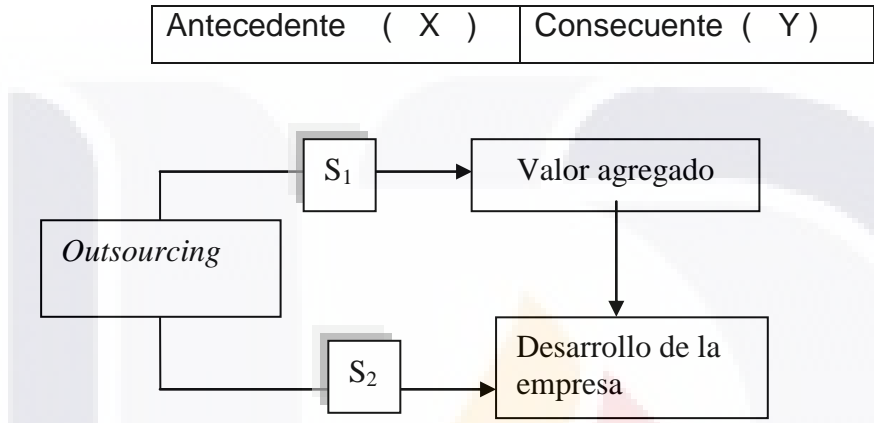 Antecedente ( X ) Consecuente ( Y )
S₁
Valor agregado
Outsourcing
S₂
Desarrollo de la
empresa